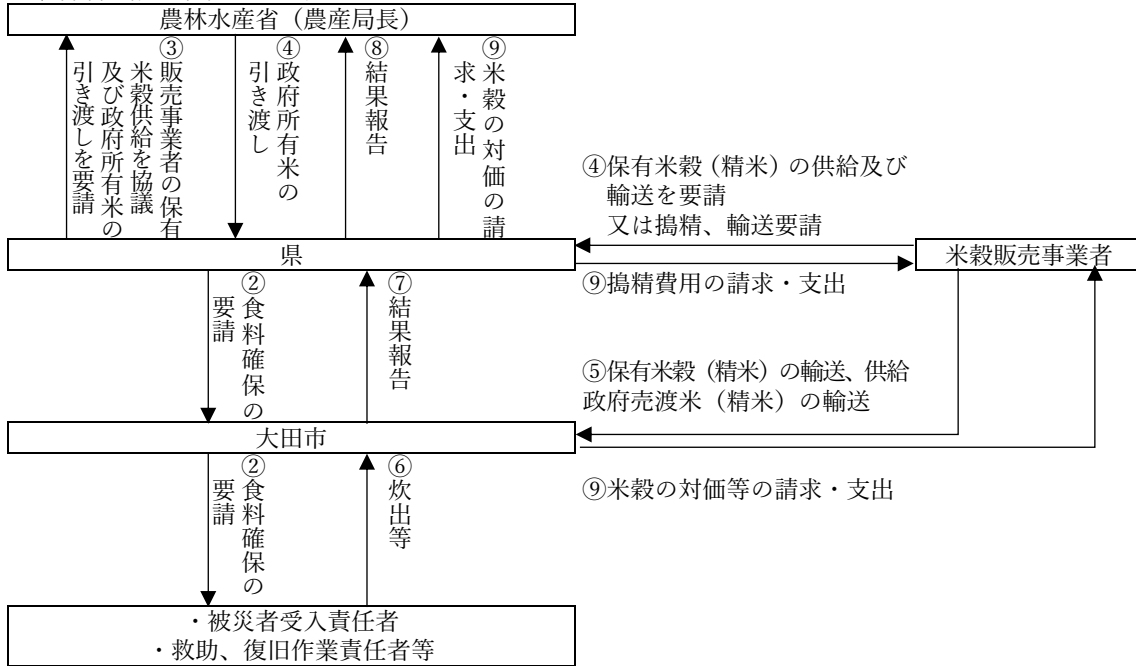 農林水産省(農産局長)
③販売事業者の保有
米穀供給を協議
及び政府所有米の
引き渡しを要請
④政府所有米の
引き渡し
⑧結果報告
⑨米穀の対価の請
求・支出
④保有米穀(精米)の供給及び
輸送を要請
又は搗精、輸送要請
県
米穀販売事業者
⑨搗精費用の請求・支出
②食料確保の
要請
⑦結果報告
⑤保有米穀(精米)の輸送、供給
政府売渡米(精米)の輸送
大田市
②食料確保の
要請
⑥炊出等
⑨米穀の対価等の請求・支出
・被災者受入責任者
・救助、復旧作業責任者等